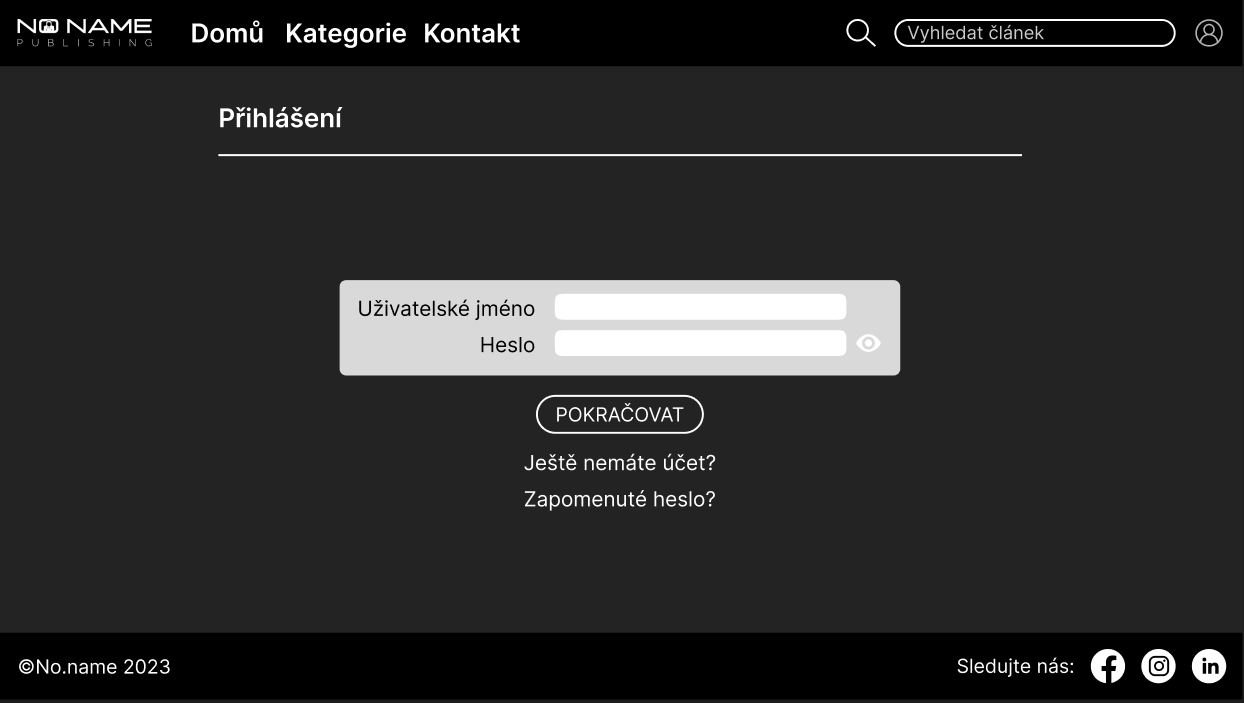 NO NAME
PUBLISHING
Domů Kategorie Kontakt
Vyhledat článek
Přihlášení
Uživatelské jméno
Heslo
POKRAČOVAT
Ještě nemáte účet?
Zapomenuté heslo?
©No.name 2023
Sledujte nás:
in